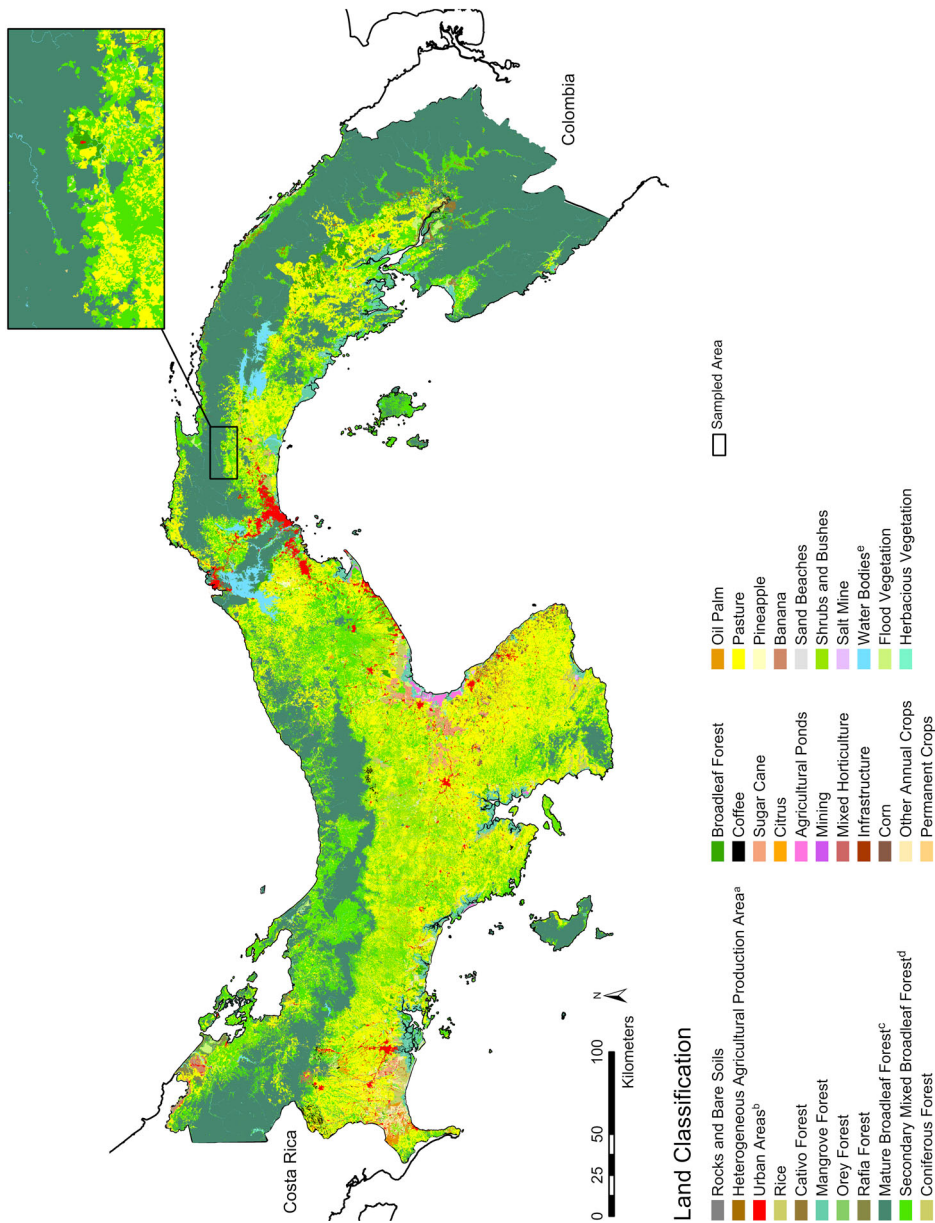 Colombia
Costa Rica
N
0 25 50 100
Kilometers
Sampled Area
Land Classification
Rocks and Bare Soils
Heterogeneous Agricultural Production Areaᵃ
Urban Areasᵇ
Rice
Cativo Forest
Mangrove Forest
Orey Forest
Rafia Forest
Mature Broadleaf Forestᶜ
Secondary Mixed Broadleaf Forestᵈ
Coniferous Forest
Broadleaf Forest
Coffee
Sugar Cane
Citrus
Agricultural Ponds
Mining
Mixed Horticulture
Infrastructure
Corn
Other Annual Crops
Permanent Crops
Oil Palm
Pasture
Pineapple
Banana
Sand Beaches
Shrubs and Bushes
Salt Mine
Water Bodiesᵉ
Flood Vegetation
Herbacious Vegetation